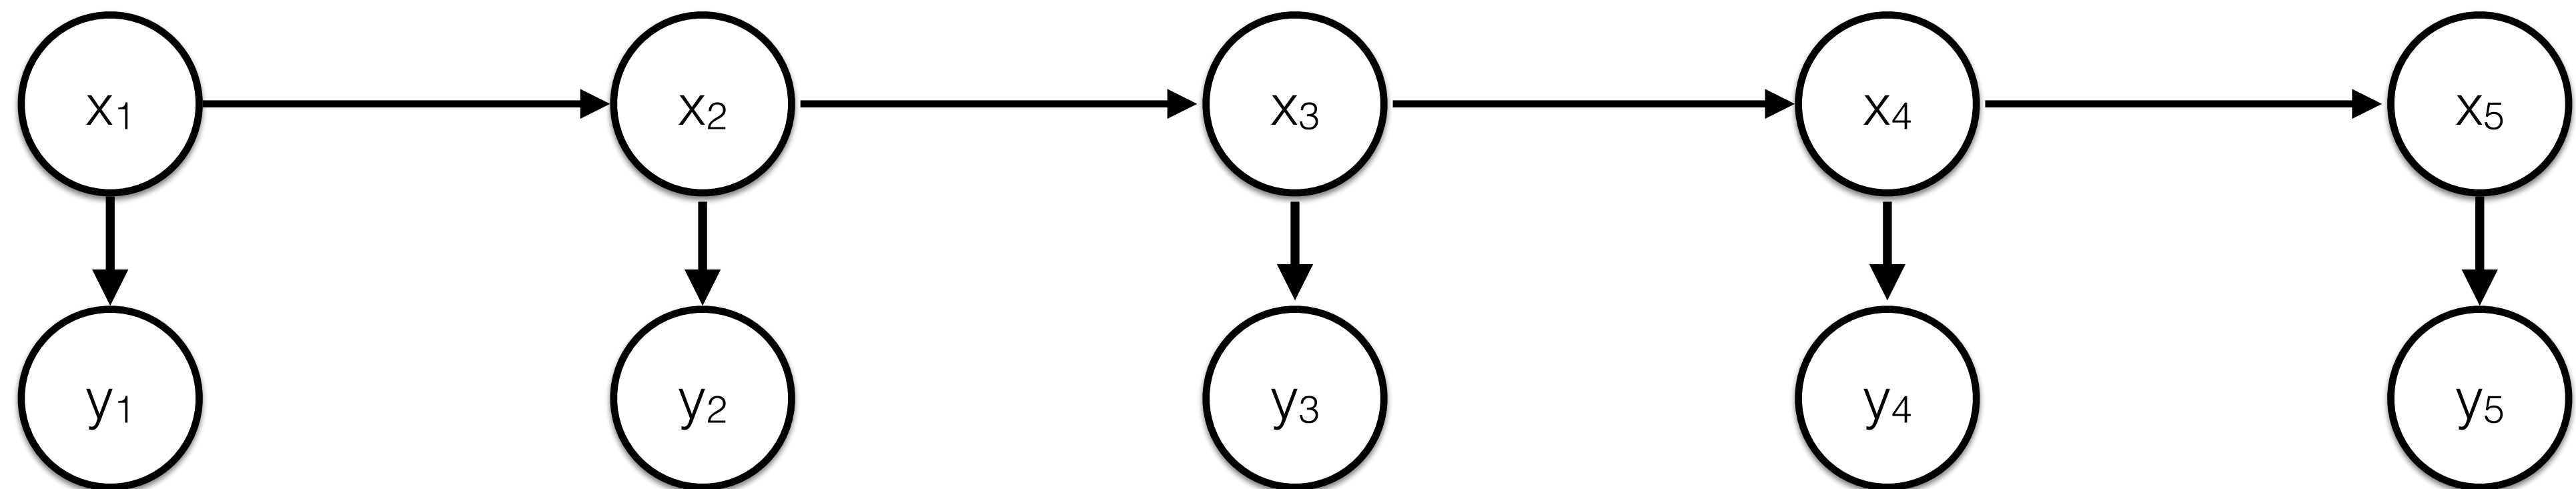 x₁ x₂ x₃ x₄ x₅
y₁ y₂ y₃ y₄ y₅